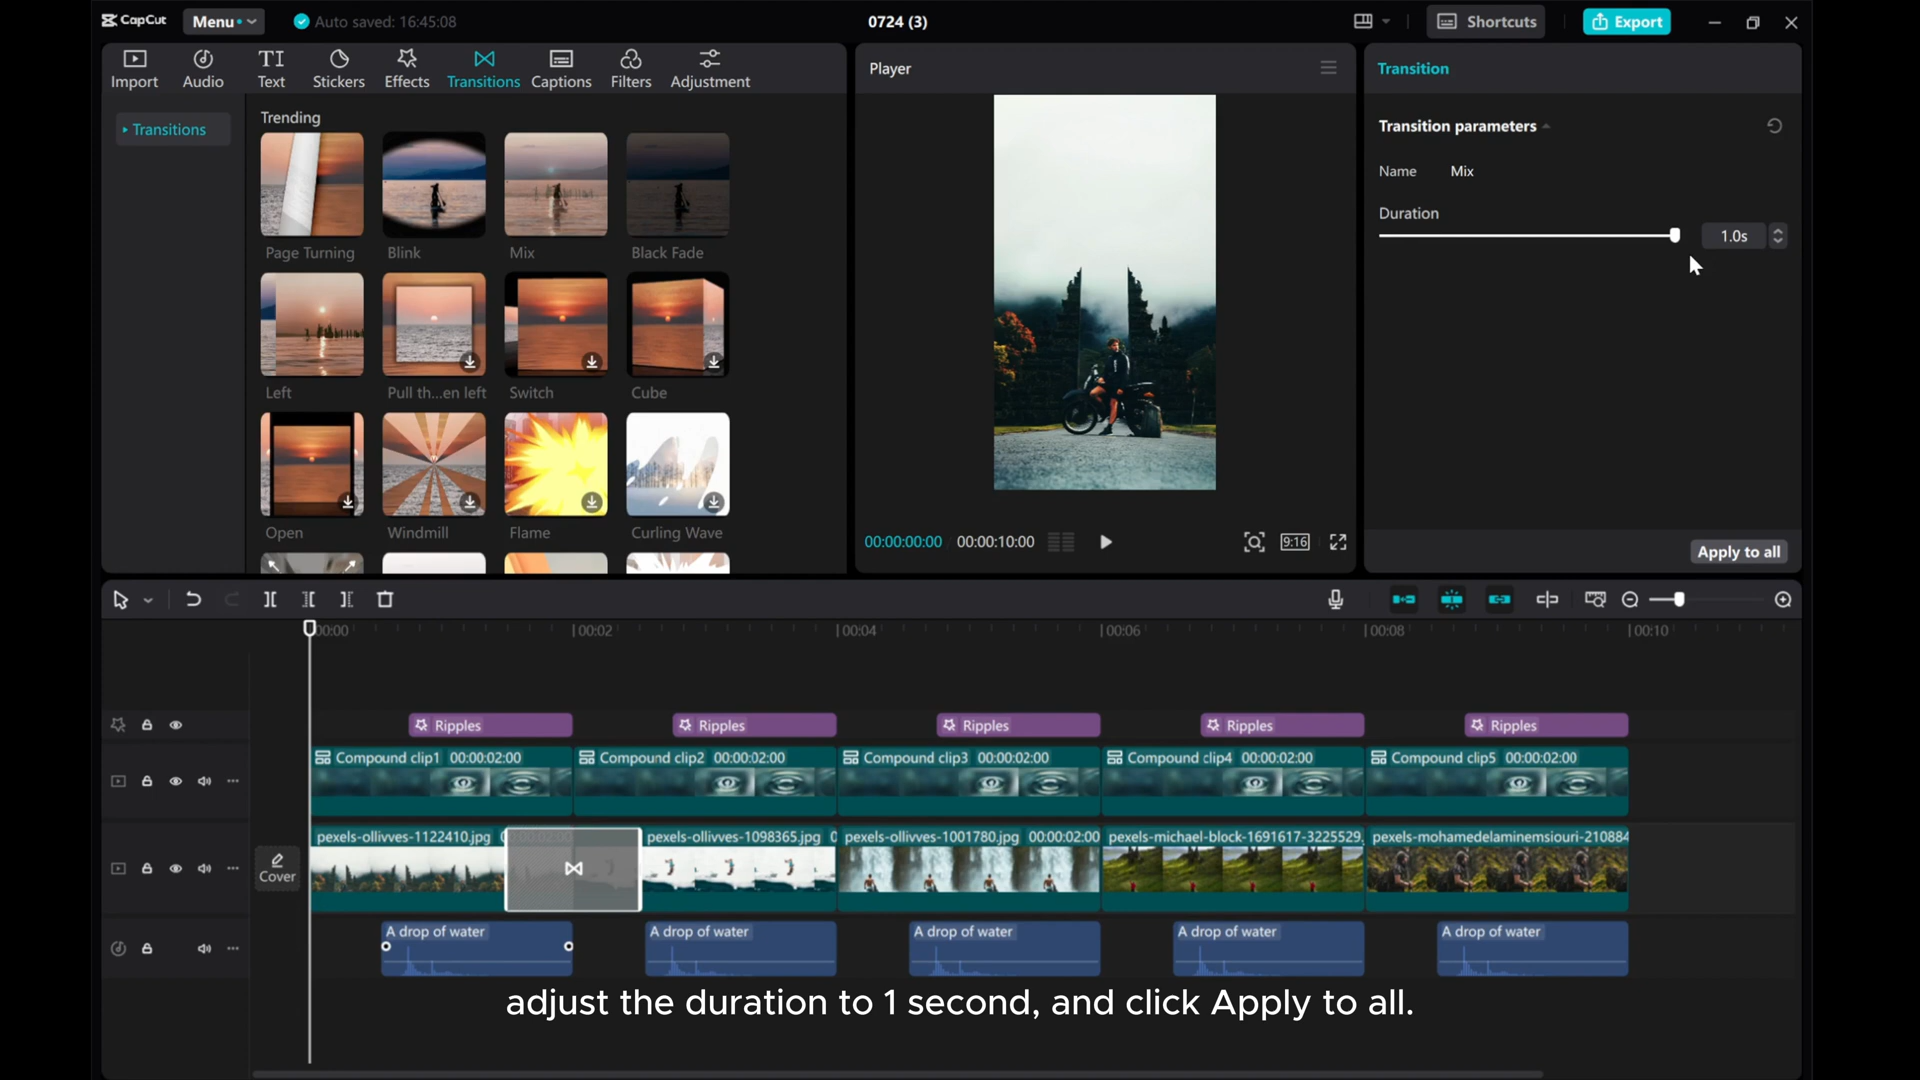 CapCut
Menu
Auto saved: 16:45:08
0724 (3)
Shortcuts
Export
Import
Audio
TI
Text
Stickers
Effects
Transitions
Captions
Filters
Adjustment
Player
Transition
Transitions
Trending
Page Turning
Blink
Mix
Black Fade
Left
Pull th...en left
Switch
Cube
Open
Windmill
Flame
Curling Wave
00:00:00:00
00:00:10:00
9:16
Transition parameters
Name
Mix
Duration
1.0s
Apply to all
00:00
00:02
00:04
00:06
00:08
00:10
Ripples
Ripples
Ripples
Ripples
Ripples
Compound clip1 00:00:02:00
Compound clip2 00:00:02:00
Compound clip3 00:00:02:00
Compound clip4 00:00:02:00
Compound clip5 00:00:02:00
Cover
pexels-ollivves-1122410.jpg
pexels-ollivves-1098365.jpg
pexels-ollivves-1001780.jpg 00:00:02:00
pexels-michael-block-1691617-3225529.
pexels-mohamedelaminemsiouri-210884
A drop of water
A drop of water
A drop of water
A drop of water
A drop of water
adjust the duration to 1 second, and click Apply to all.